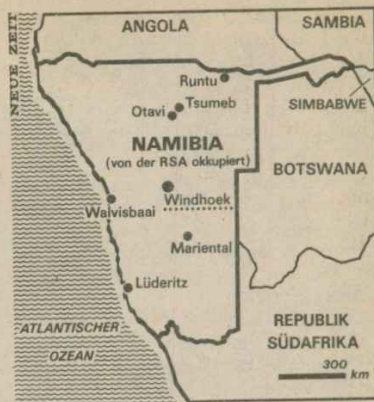 NEUE ZEIT
ANGOLA
SAMBIA
Runtu
Tsumeb
Otavi
SIMBABWE
NAMIBIA
(von der RSA okkupiert)
BOTSWANA
Windhoek
Walvisbaai
Mariental
Lüderitz
ATLANTISCHER
OZEAN
REPUBLIK
SÜDAFRIKA
300
km